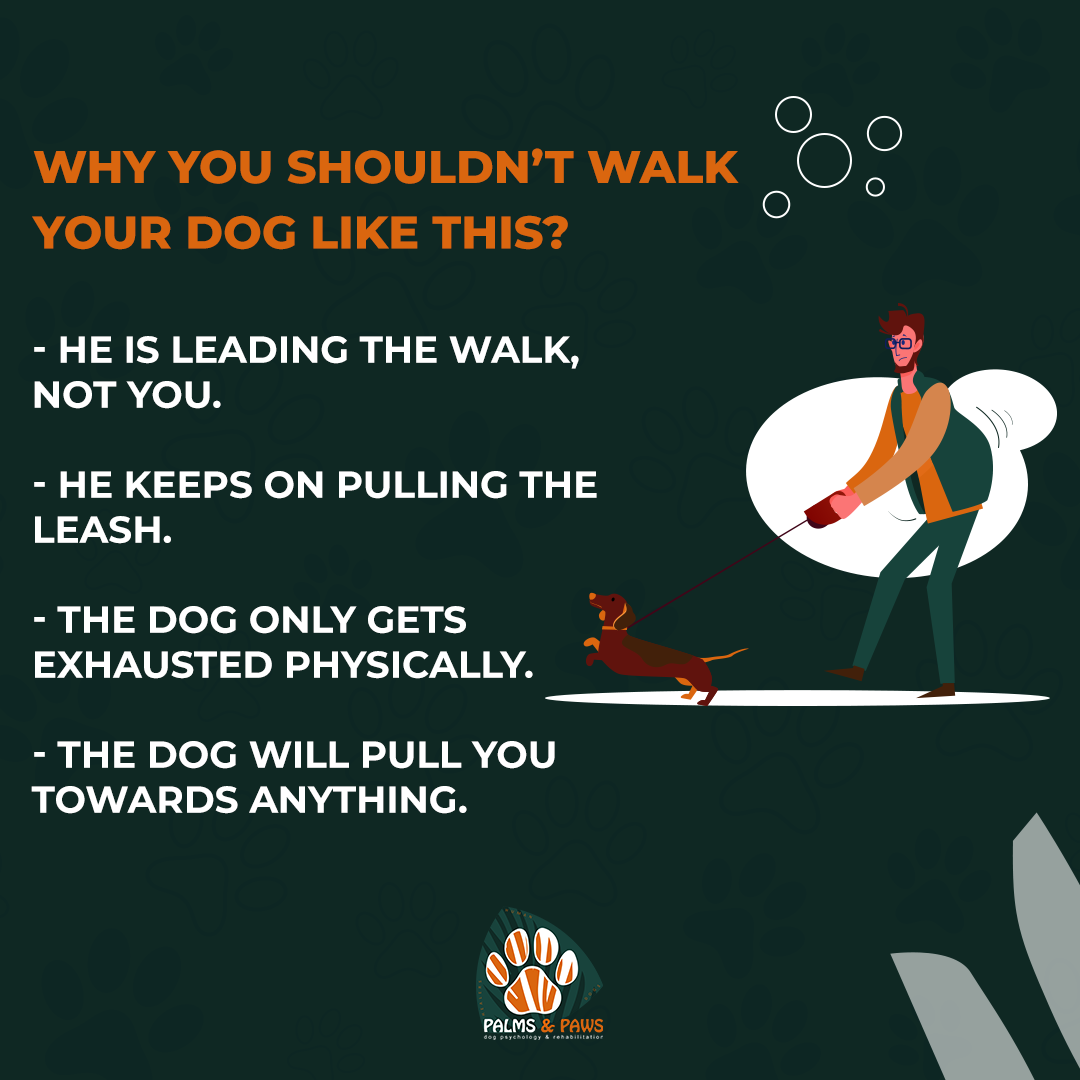 WHY YOU SHOULDN'T WALK
YOUR DOG LIKE THIS?
- HE IS LEADING THE WALK,
NOT YOU.
- HE KEEPS ON PULLING THE
LEASH.
- THE DOG ONLY GETS
EXHAUSTED PHYSICALLY.
- THE DOG WILL PULL YOU
TOWARDS ANYTHING.
PALMS & PAWS
dog psychology & rehabilitation